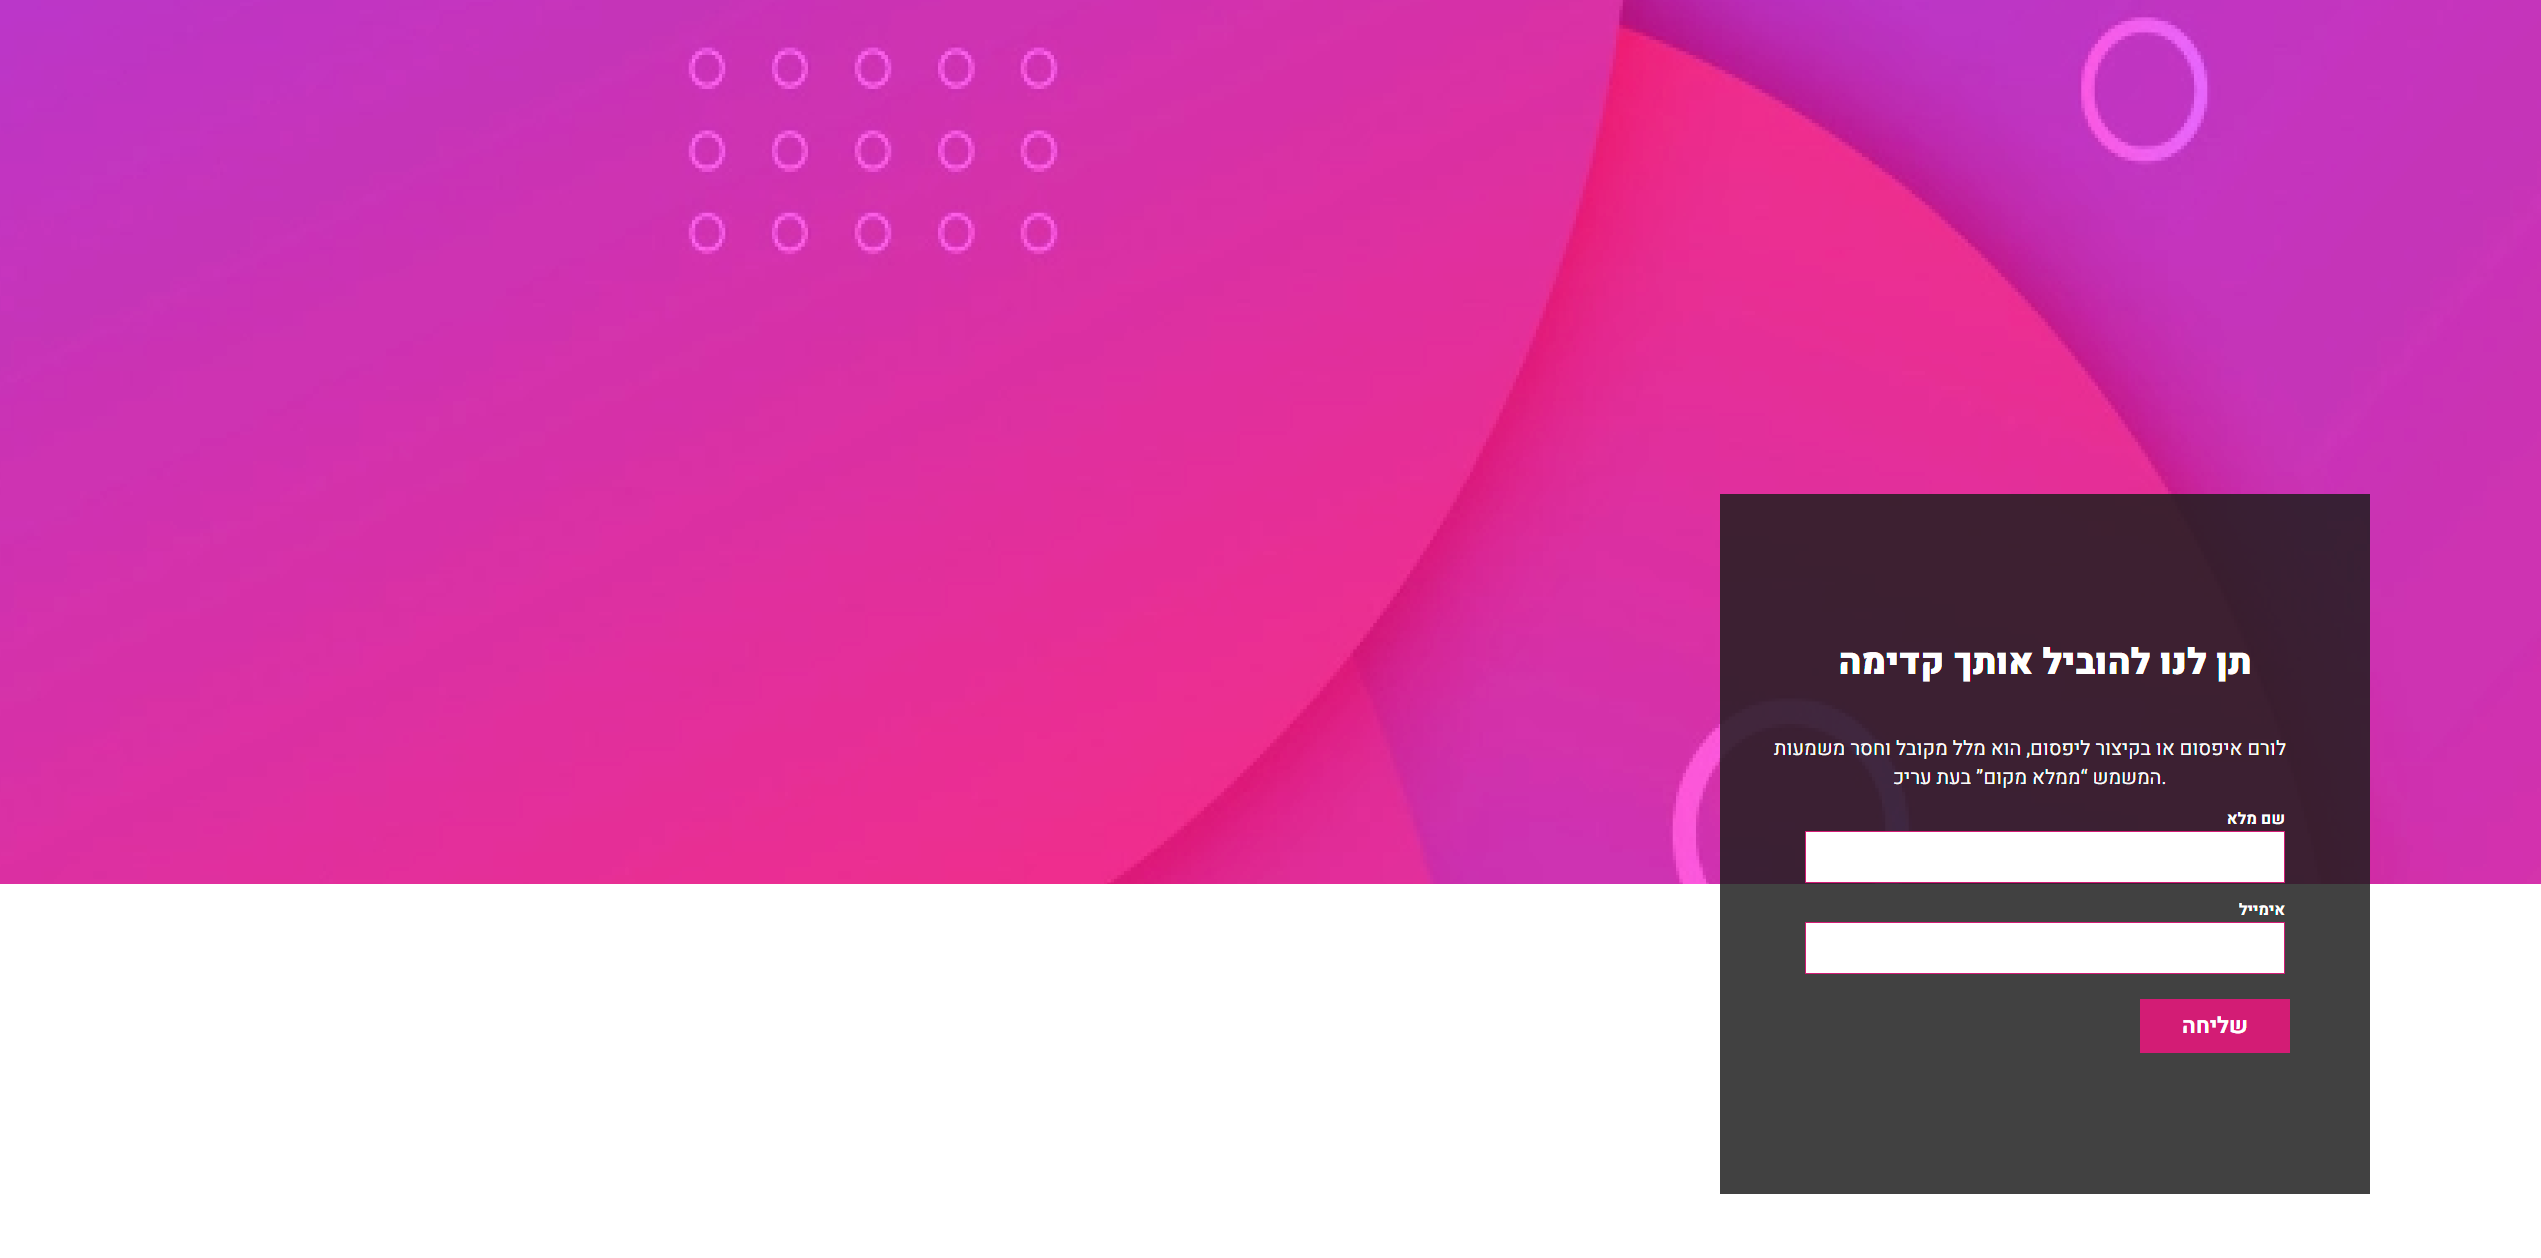 תן לנו להוביל אותך קדימה
לורם איפסום או בקיצור ליפסום, הוא מלל מקובל וחסר משמעות
המשמש “ממלא מקום” בעת עריכ.
שם מלא
אימייל
שליחה